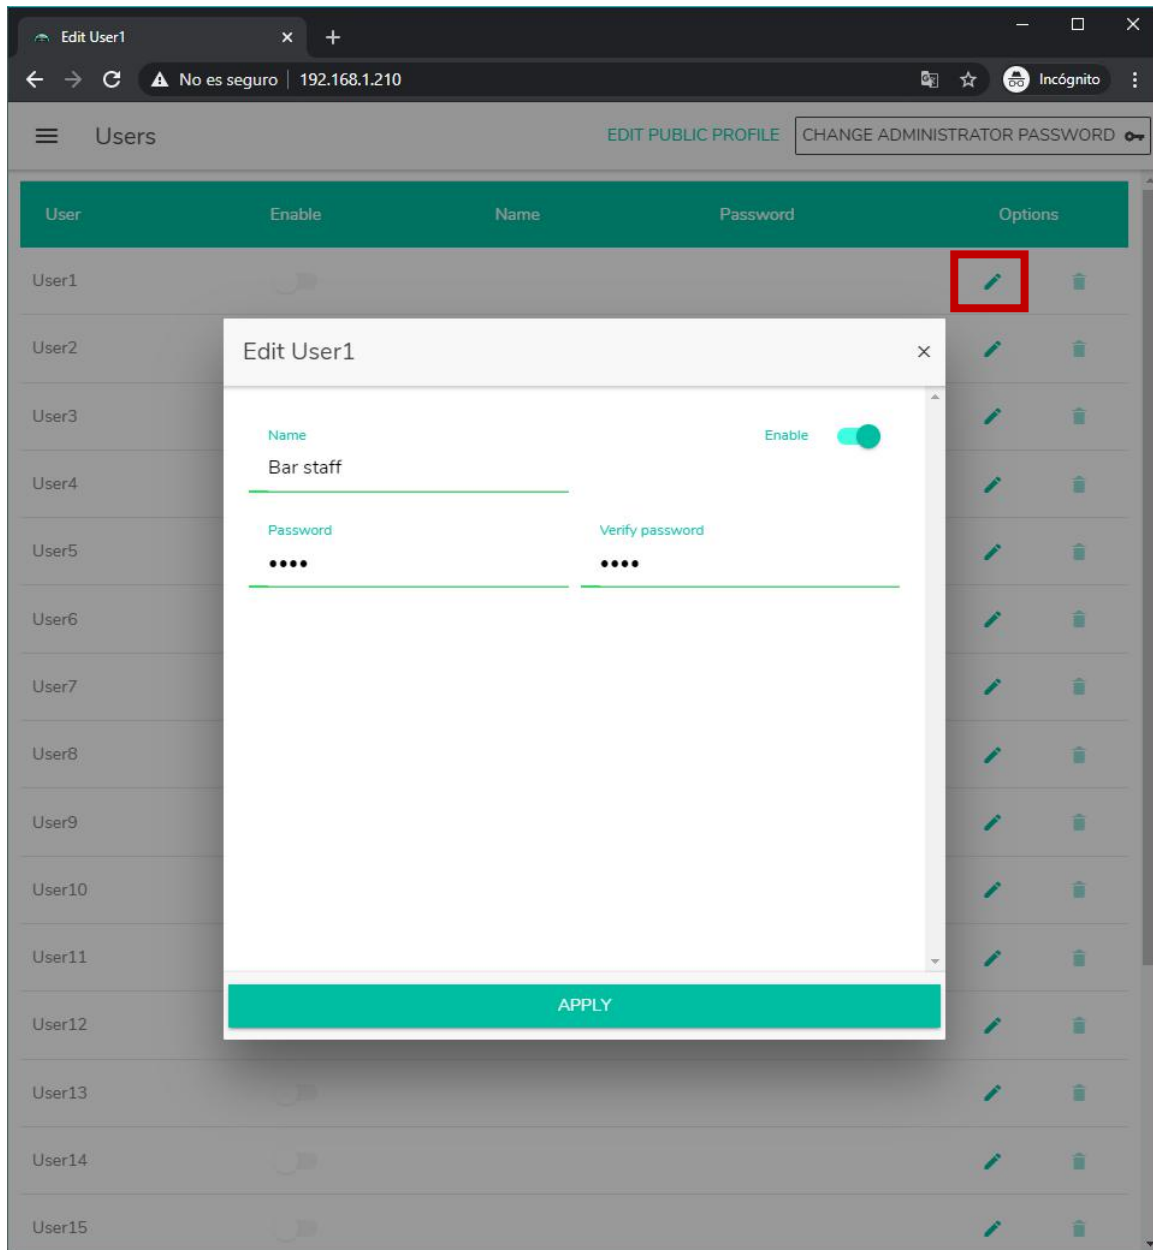 Edit User1
No es seguro | 192.168.1.210
Incógnito
Users
EDIT PUBLIC PROFILE
CHANGE ADMINISTRATOR PASSWORD
User Enable Name Password Options
User1
User2
Edit User1
User3
Name
Enable
Bar staff
User4
Password
Verify password
User5
••••
••••
User6
User7
User8
User9
User10
User11
APPLY
User12
User13
User14
User15